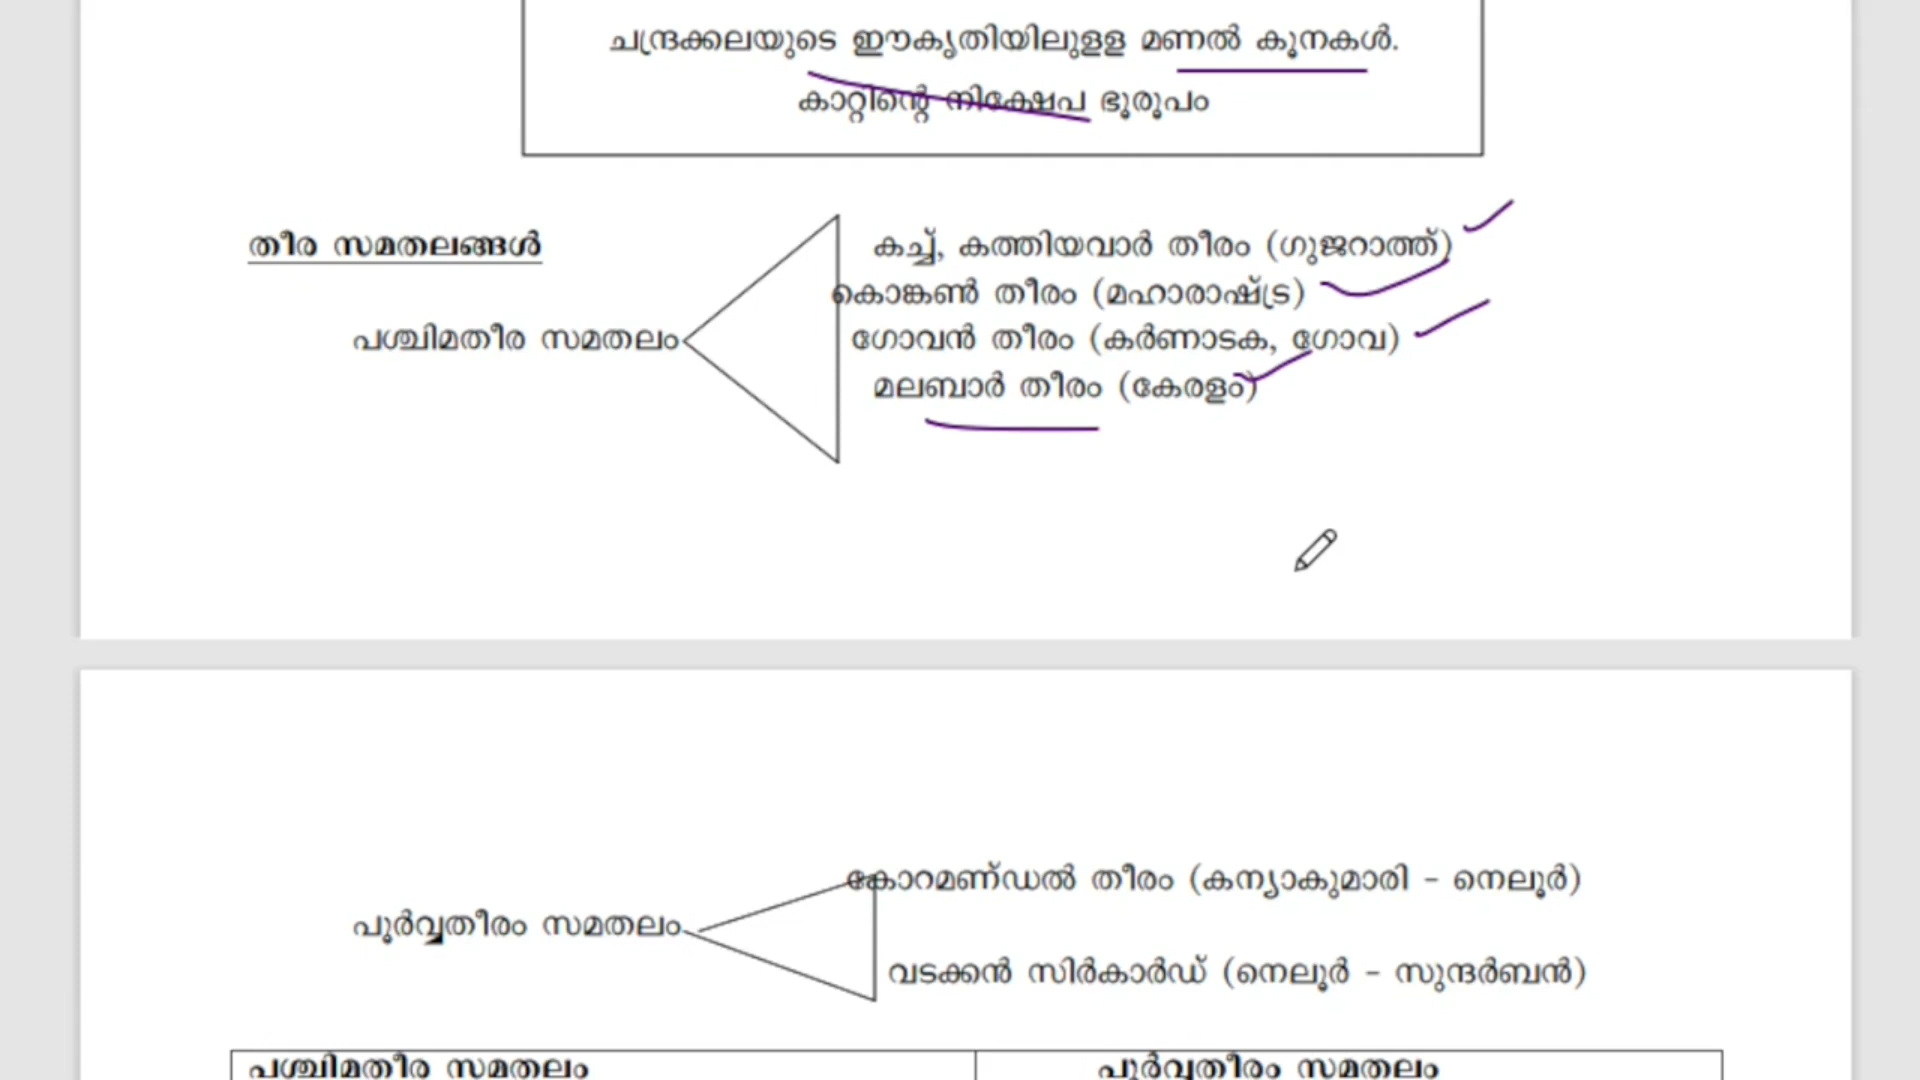 ചന്ദ്രക്കലയുടെ ഈകൃതിയിലുളള മണൽ കൂനകൾ.
കാറ്റിന്റെ നിക്ഷേപ ഭൂരൂപം
തീര സമതലങ്ങൾ
കച്ച്, കത്തിയവാർ തീരം (ഗുജറാത്ത്)
കൊങ്കൺ തീരം (മഹാരാഷ്ട്ര)
പശ്ചിമതീര സമതലം
ഗോവൻ തീരം (കർണാടക, ഗോവ)
മലബാർ തീരം (കേരളം)
കോറമണ്ഡൽ തീരം (കന്യാകുമാരി - നെലൂർ)
പൂർവ്വതീരം സമതലം
വടക്കൻ സിർകാർഡ് (നെലൂർ - സുന്ദർബൻ)
പശ്ചിമതീര സമതലം
പൂർവ്വതീരം സമതലം